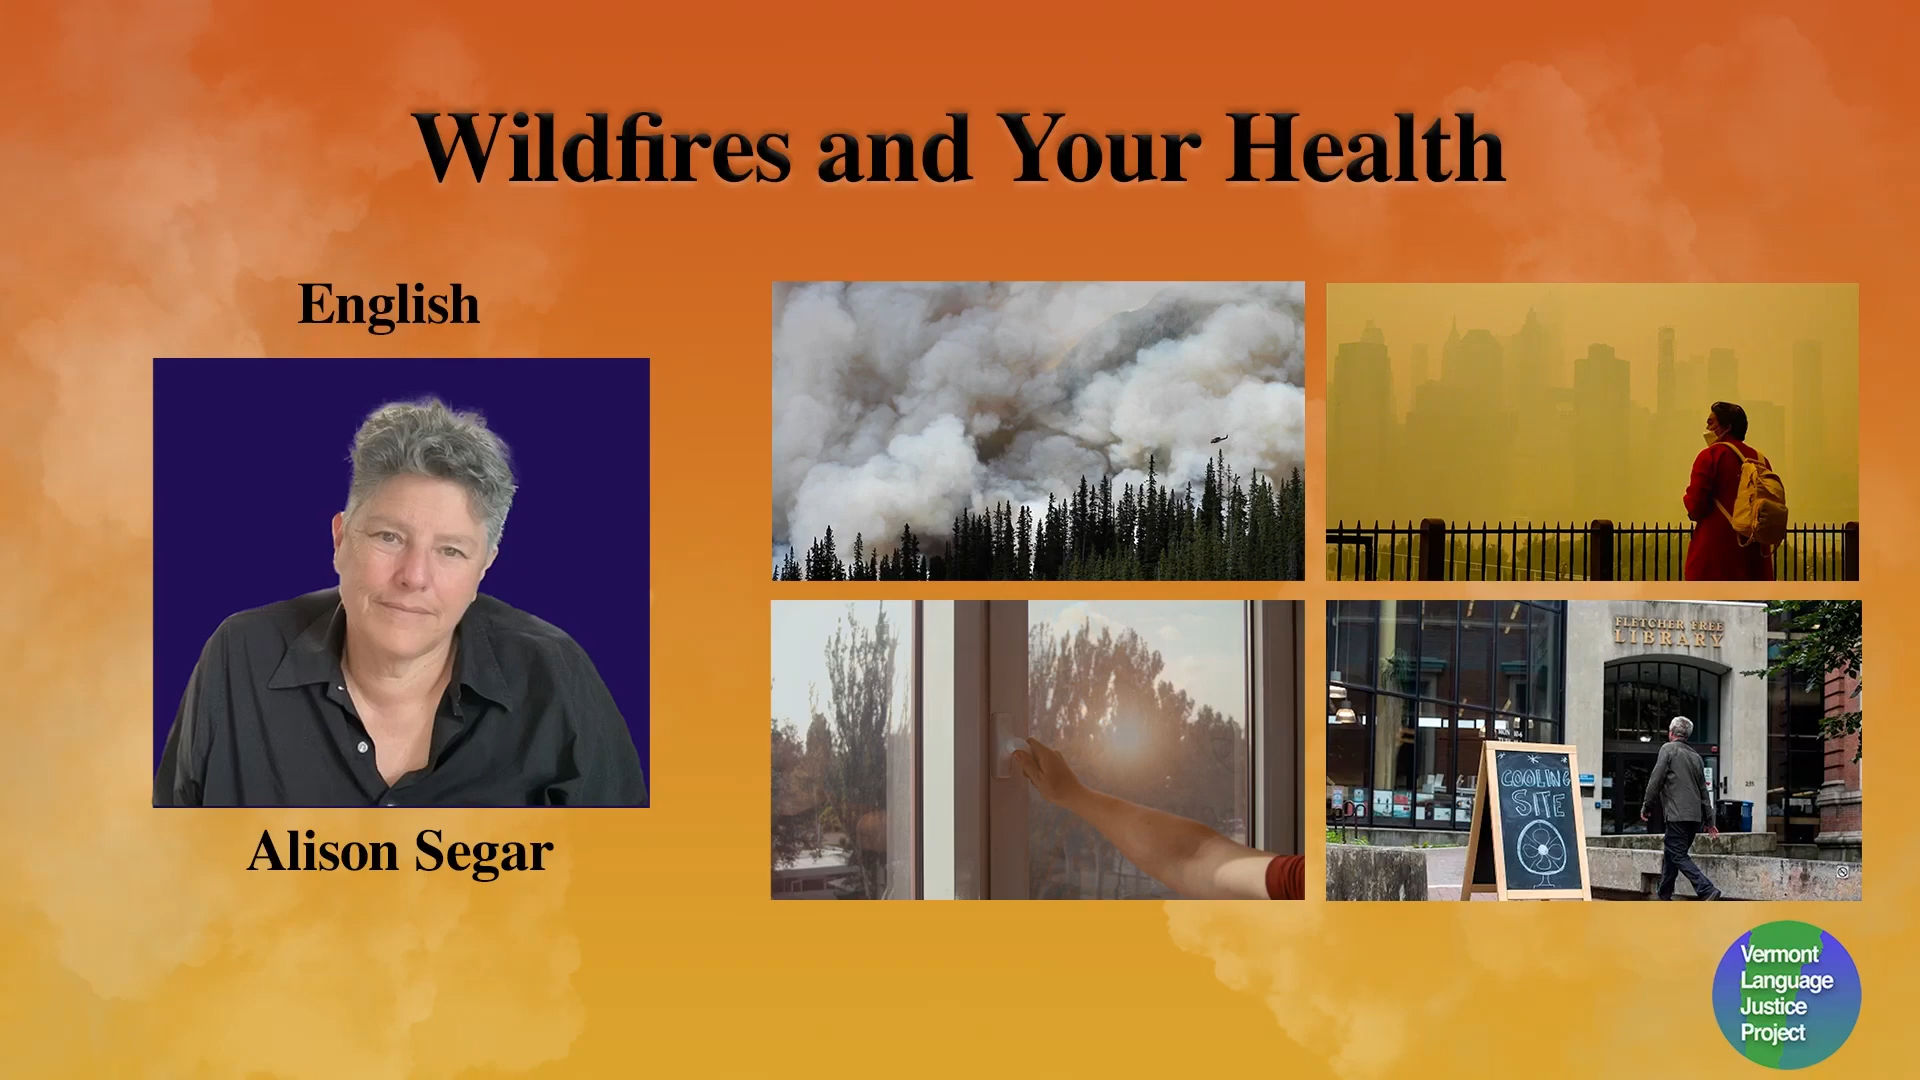 Wildfires and Your Health
English
Alison Segar
FLETCHER FREE
LIBRARY
COOLING
SITE
Vermont
Language
Justice
Project